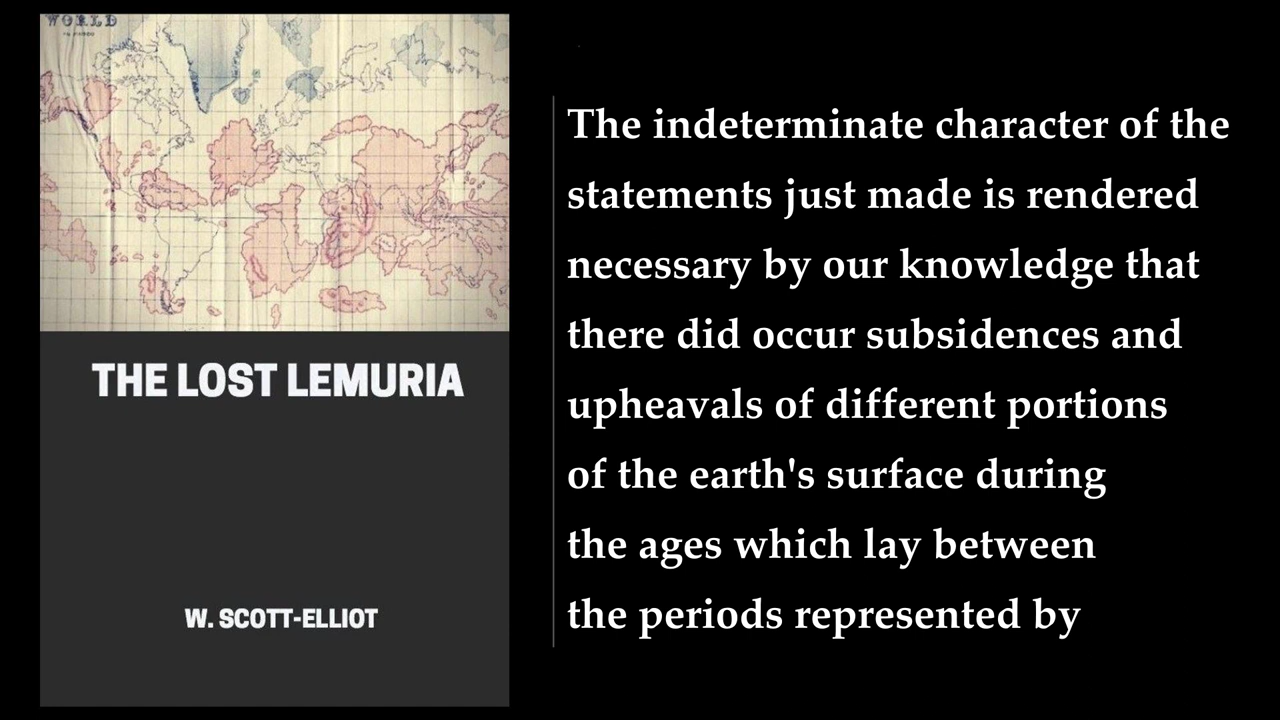 WORLD
THE LOST LEMURIA
W. SCOTT-ELLIOT
The indeterminate character of the
statements just made is rendered
necessary by our knowledge that
there did occur subsidences and
upheavals of different portions
of the earth's surface during
the ages which lay between
the periods represented by